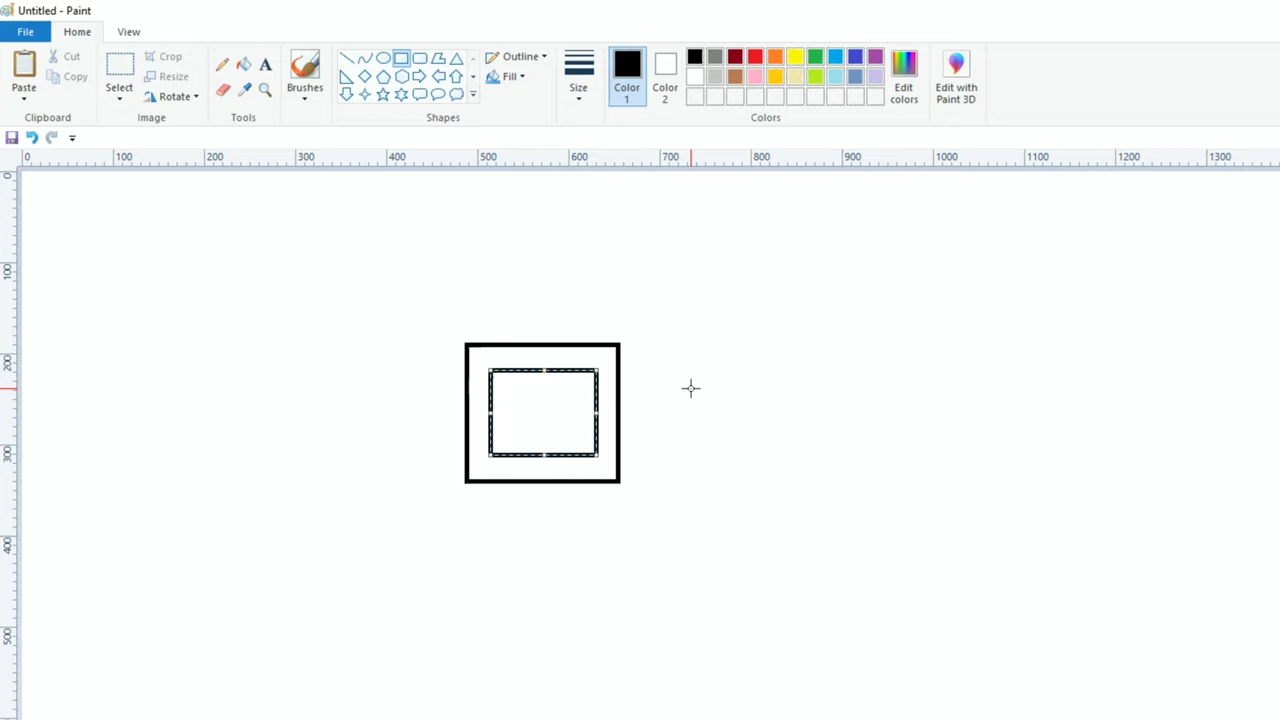 Untitled - Paint
File Home View
Paste Cut Copy Clipboard
Select Crop Resize Rotate Image
A Tools
Brushes
Shapes Outline Fill
Size
Color 1 Color 2 Edit colors Colors
Edit with Paint 3D
0 100 200 300 400 500 600 700 800 900 1000 1100 1200 1300
0
100
200
300
400
500